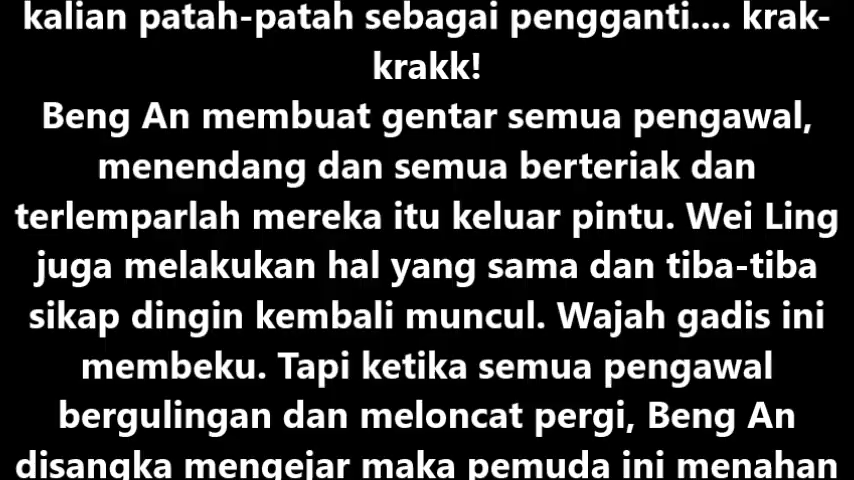 kalian patah-patah sebagai pengganti.... krak-
krakk!
Beng An membuat gentar semua pengawal,
menendang dan semua berteriak dan
terlemparlah mereka itu keluar pintu. Wei Ling
juga melakukan hal yang sama dan tiba-tiba
sikap dingin kembali muncul. Wajah gadis ini
membeku. Tapi ketika semua pengawal
bergulingan dan meloncat pergi, Beng An
disangka mengejar maka pemuda ini menahan